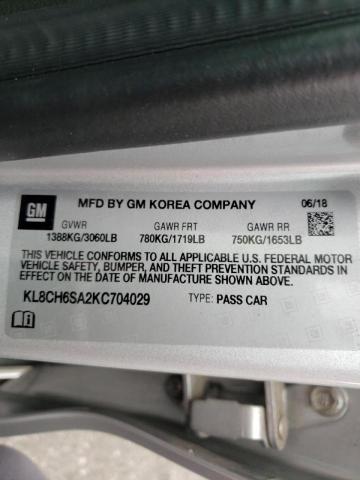 MFD BY GM KOREA COMPANY 06/18
GM
GVWR GAWR FRT GAWR RR
1388KG/3060LB 780KG/1719LB 750KG/1653LB
THIS VEHICLE CONFORMS TO ALL APPLICABLE U.S. FEDERAL MOTOR
VEHICLE SAFETY, BUMPER, AND THEFT PREVENTION STANDARDS IN
EFFECT ON THE DATE OF MANUFACTURE SHOWN ABOVE.
KL8CH6SA2KC704029 TYPE: PASS CAR